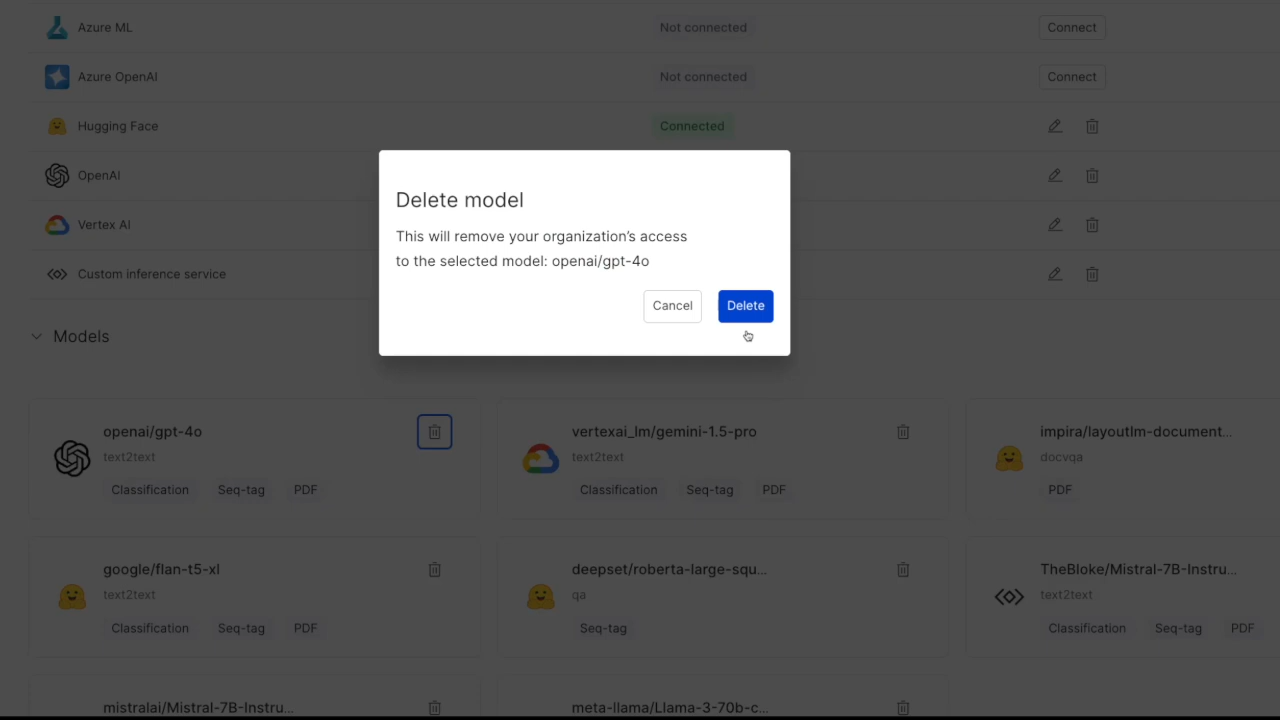 Azure ML Not connected Connect
Azure OpenAI Not connected Connect
Hugging Face Connected
OpenAI
Vertex AI
Custom inference service
Delete model
This will remove your organization’s access
to the selected model: openai/gpt-4o
Cancel Delete
Models
openai/gpt-4o
text2text
Classification Seq-tag PDF
vertexai_lm/gemini-1.5-pro
text2text
Classification Seq-tag PDF
impira/layoutlm-document...
docvqa
PDF
google/flan-t5-xl
text2text
Classification Seq-tag PDF
deepset/roberta-large-squ...
qa
Seq-tag
TheBloke/Mistral-7B-Instru...
text2text
Classification Seq-tag PDF
mistralai/Mistral-7B-Instru...
meta-llama/Llama-3-70b-c...